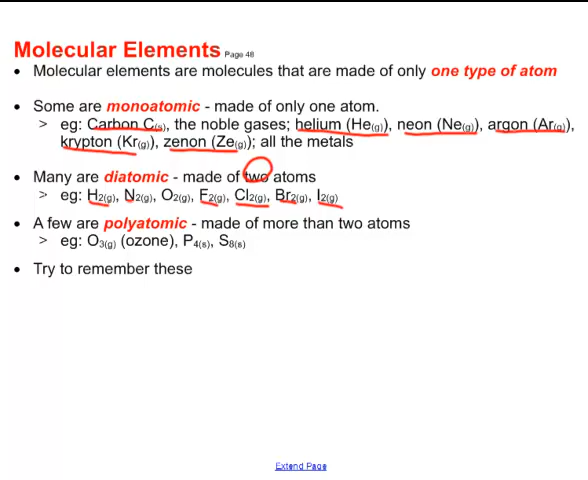 Molecular Elements Page 48
• Molecular elements are molecules that are made of only one type of atom
• Some are monoatomic - made of only one atom.
> eg: Carbon C(s), the noble gases; helium (He(g)), neon (Ne(g)), argon (Ar(g)),
krypton (Kr(g)), zenon (Ze(g)); all the metals
• Many are diatomic - made of two atoms
> eg: H2(g), N2(g), O2(g), F2(g), Cl2(g), Br2(g), I2(g)
• A few are polyatomic - made of more than two atoms
> eg: O3(g) (ozone), P4(s), S8(s)
• Try to remember these
Extend Page